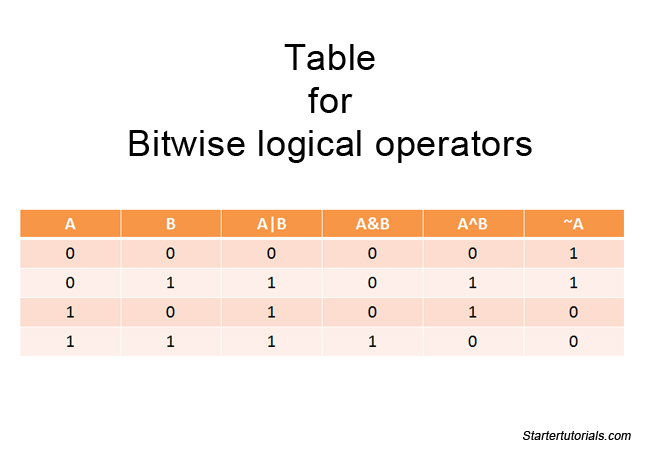 Table
for
Bitwise logical operators
A B A|B A&B A^B ~A
0 0 0 0 0 1
0 1 1 0 1 1
1 0 1 0 1 0
1 1 1 1 0 0
Startertutorials.com